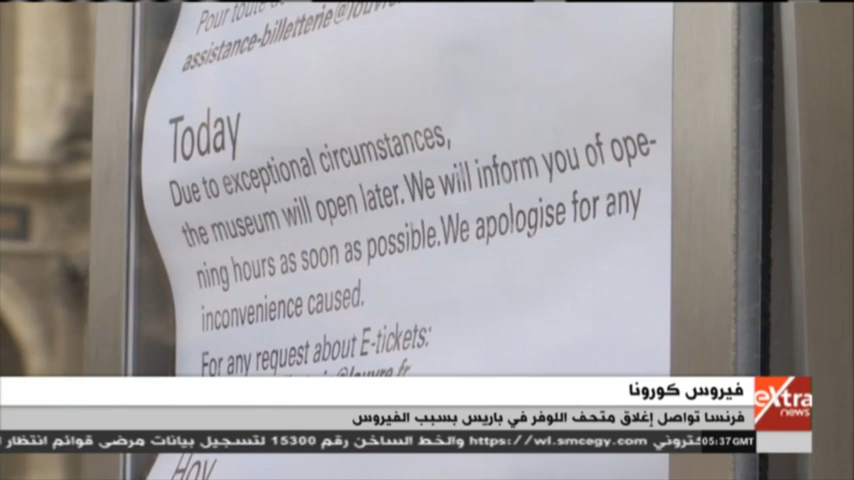 Pour toute
assistance-billetterie@louvre.
Today
Due to exceptional circumstances,
the museum will open later. We will inform you of ope-
ning hours as soon as possible.We apologise for any
inconvenience caused.
For any request about E-tickets:
@louvre.fr
فيروس كورونا
eXtra
news
فرنسا تواصل إغلاق متحف اللوفر في باريس بسبب الفيروس
05:37 GMT
https://wl.smcegy.com والخط الساخن رقم 15300 لتسجيل بيانات مرضى قوائم انتظار
Hoy